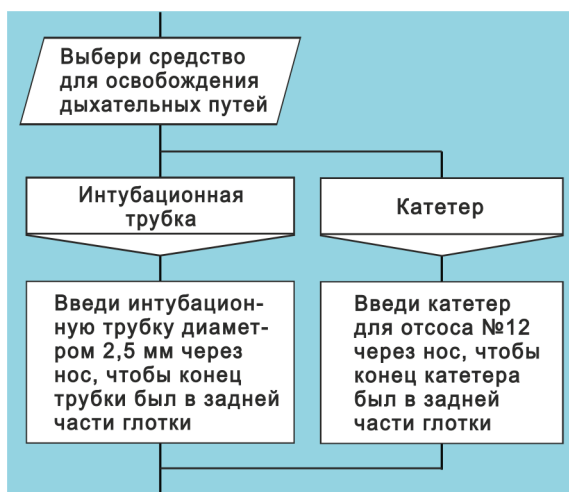 Выбери средство
для освобождения
дыхательных путей
Интубационная
трубка
Катетер
Введи интубацион-
ную трубку диамет-
ром 2,5 мм через
нос, чтобы конец
трубки был в задней
части глотки
Введи катетер
для отсоса №12
через нос, чтобы
конец катетера
был в задней
части глотки